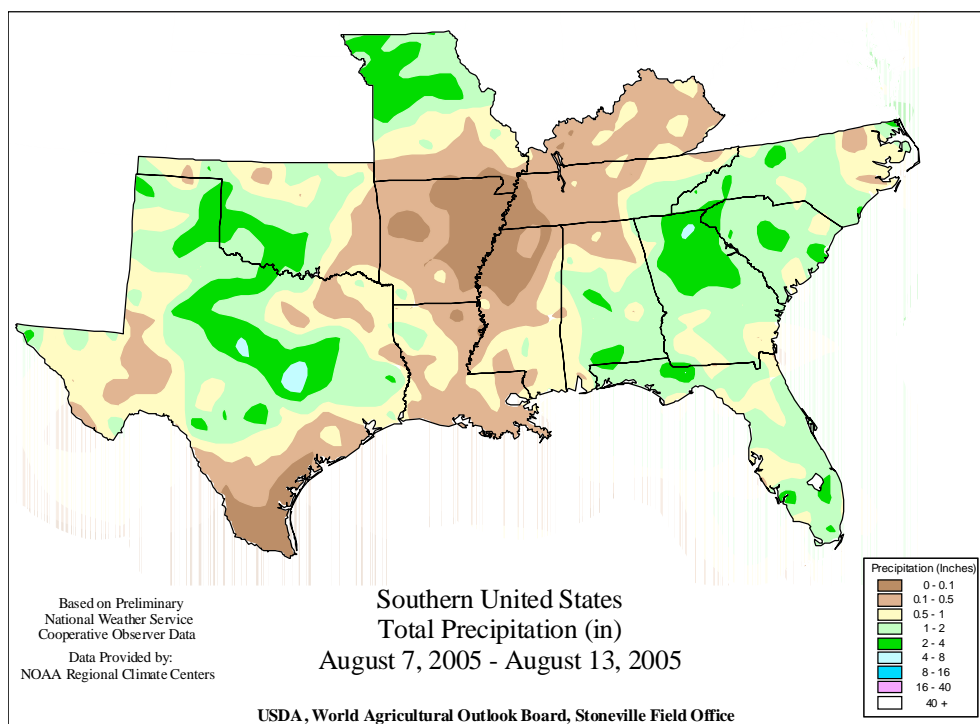 Precipitation (Inches)
0 - 0.1
0.1 - 0.5
0.5 - 1
1 - 2
2 - 4
4 - 8
8 - 16
16 - 40
40 +
Based on Preliminary
National Weather Service
Cooperative Observer Data
Data Provided by:
NOAA Regional Climate Centers
Southern United States
Total Precipitation (in)
August 7, 2005 - August 13, 2005
USDA, World Agricultural Outlook Board, Stoneville Field Office